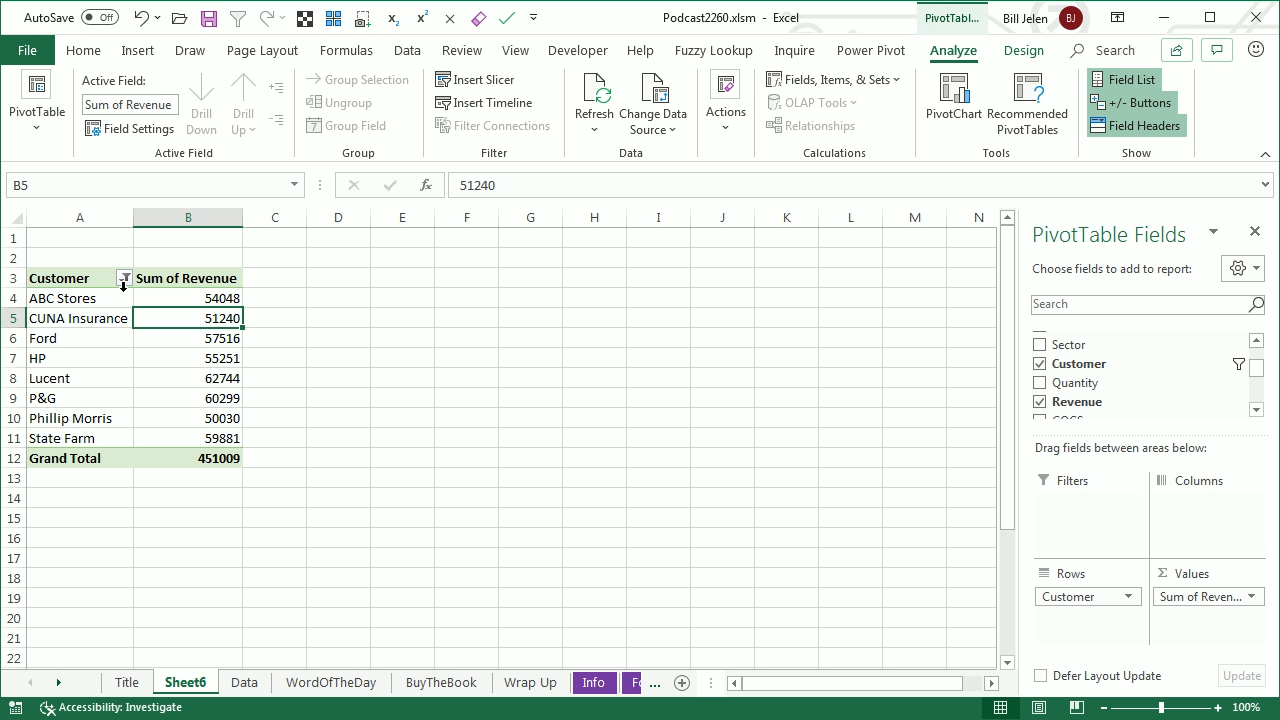 AutoSave Off Podcast2260.xlsm - Excel PivotTabl... Bill Jelen BJ
File Home Insert Draw Page Layout Formulas Data Review View Developer Help Fuzzy Lookup Inquire Power Pivot Analyze Design Search
PivotTable
Active Field:
Sum of Revenue
Field Settings
Drill Down
Drill Up
Active Field
Group Selection
Ungroup
Group Field
Group
Insert Slicer
Insert Timeline
Filter Connections
Filter
Refresh
Change Data Source
Data
Actions
Fields, Items, & Sets
OLAP Tools
Relationships
Calculations
PivotChart
Recommended PivotTables
Tools
Field List
+/- Buttons
Field Headers
Show
B5 fx 51240
A B C D E F G H I J K L M N
1
2
3 Customer Sum of Revenue
4 ABC Stores 54048
5 CUNA Insurance 51240
6 Ford 57516
7 HP 55251
8 Lucent 62744
9 P&G 60299
10 Phillip Morris 50030
11 State Farm 59881
12 Grand Total 451009
13
14
15
16
17
18
19
20
21
22
PivotTable Fields
Choose fields to add to report:
Search
Sector
Customer
Quantity
Revenue
Drag fields between areas below:
Filters Columns
Rows Σ Values
Customer Sum of Reven...
Defer Layout Update Update
Title Sheet6 Data WordOfTheDay BuyTheBook Wrap Up Info ...
Accessibility: Investigate 100%